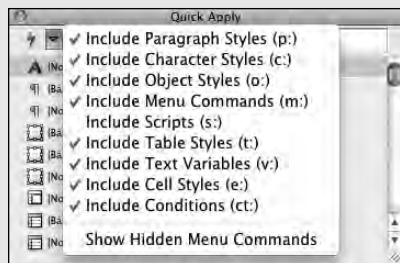 Quick Apply
Include Paragraph Styles (p:)
Include Character Styles (c:)
Include Object Styles (o:)
Include Menu Commands (m:)
Include Scripts (s:)
Include Table Styles (t:)
Include Text Variables (v:)
Include Cell Styles (e:)
Include Conditions (ct:)
Show Hidden Menu Commands